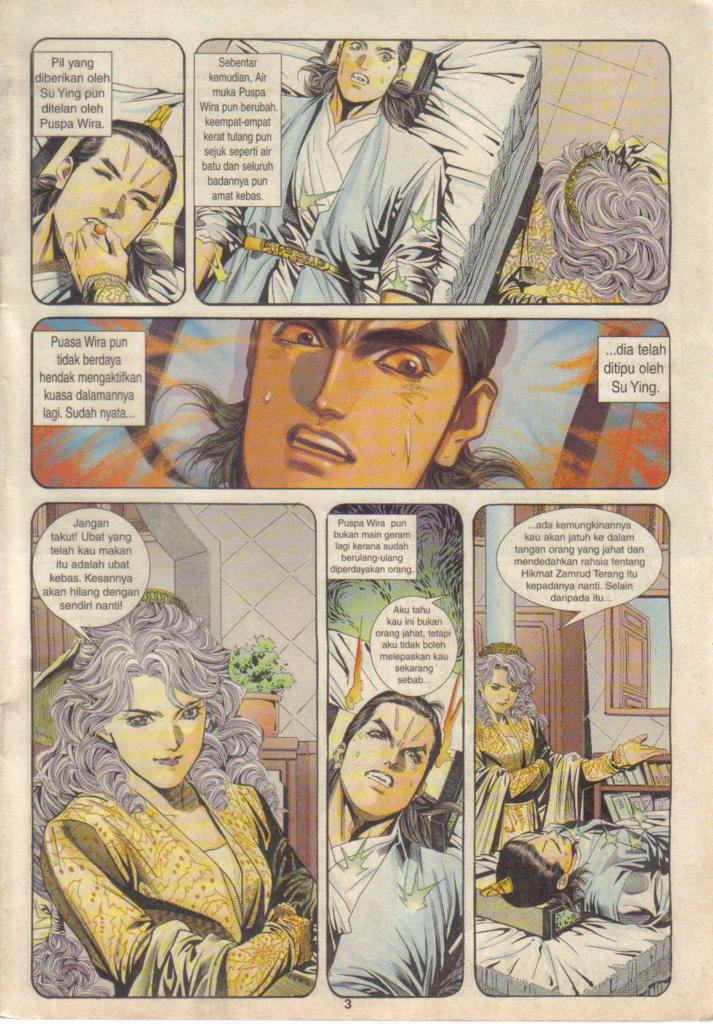 Pil yang
diberikan oleh
Su Ying pun
ditelan oleh
Puspa Wira.
Sebentar
kemudian, Air
muka Puspa
Wira pun berubah.
keempat-empat
kerat tulang pun
sejuk seperti air
batu dan seluruh
badannya pun
amat kebas.
Puasa Wira pun
tidak berdaya
hendak mengaktifkan
kuasa dalamannya
lagi. Sudah nyata...
...dia telah
ditipu oleh
Su Ying.
Jangan
takut! Ubat yang
telah kau makan
itu adalah ubat
kebas. Kesannya
akan hilang dengan
sendiri nanti!
Puspa Wira pun
bukan main geram
lagi kerana sudah
berulang-ulang
diperdayakan orang.
Aku tahu
kau ini bukan
orang jahat, tetapi
aku tidak boleh
melepaskan kau
sekarang
sebab...
...ada kemungkinannya
kau akan jatuh ke dalam
tangan orang yang jahat dan
mendedahkan rahsia tentang
Hikmat Zamrud Terang itu
kepadanya nanti. Selain
daripada itu...
3